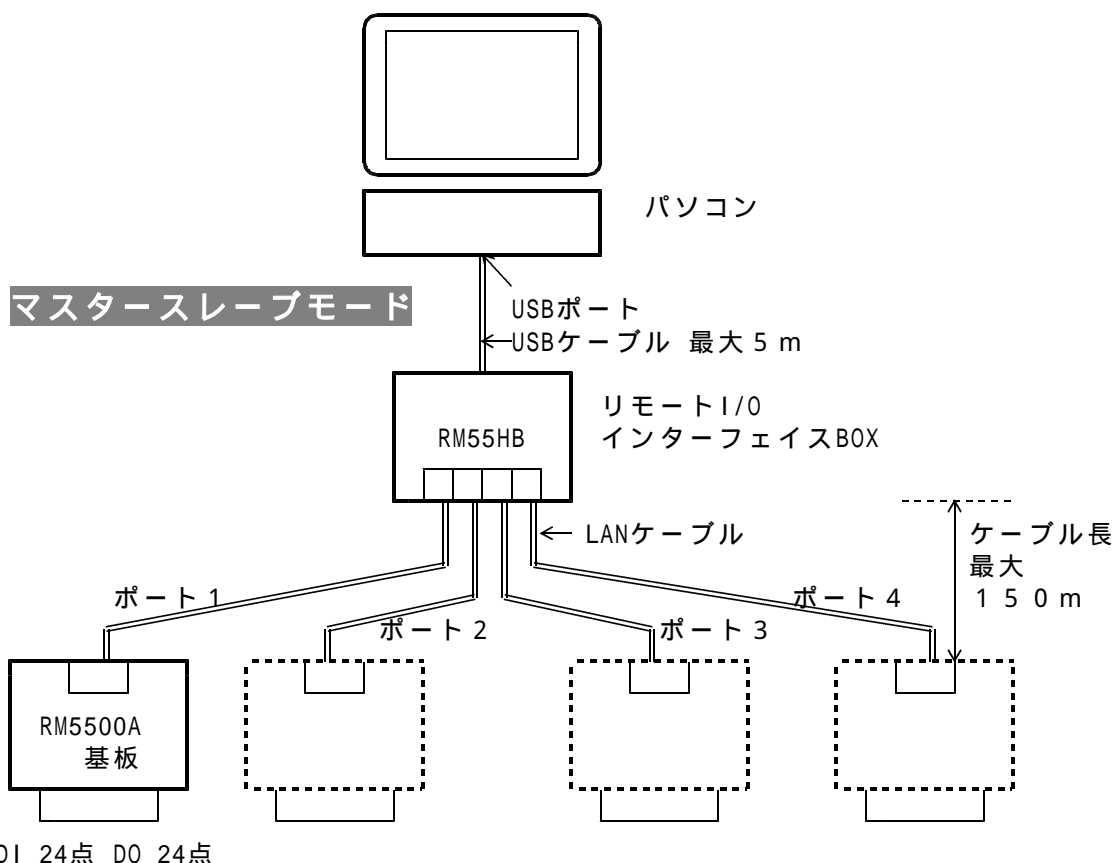 パソコン
マスタースレーブモード
USBポート
USBケーブル 最大5m
リモートI/O
インターフェイスBOX
RM55HB
LANケーブル
ケーブル長
最大
150m
ポート1
ポート2
ポート3
ポート4
RM5500A
基板
DI 24点 DO 24点